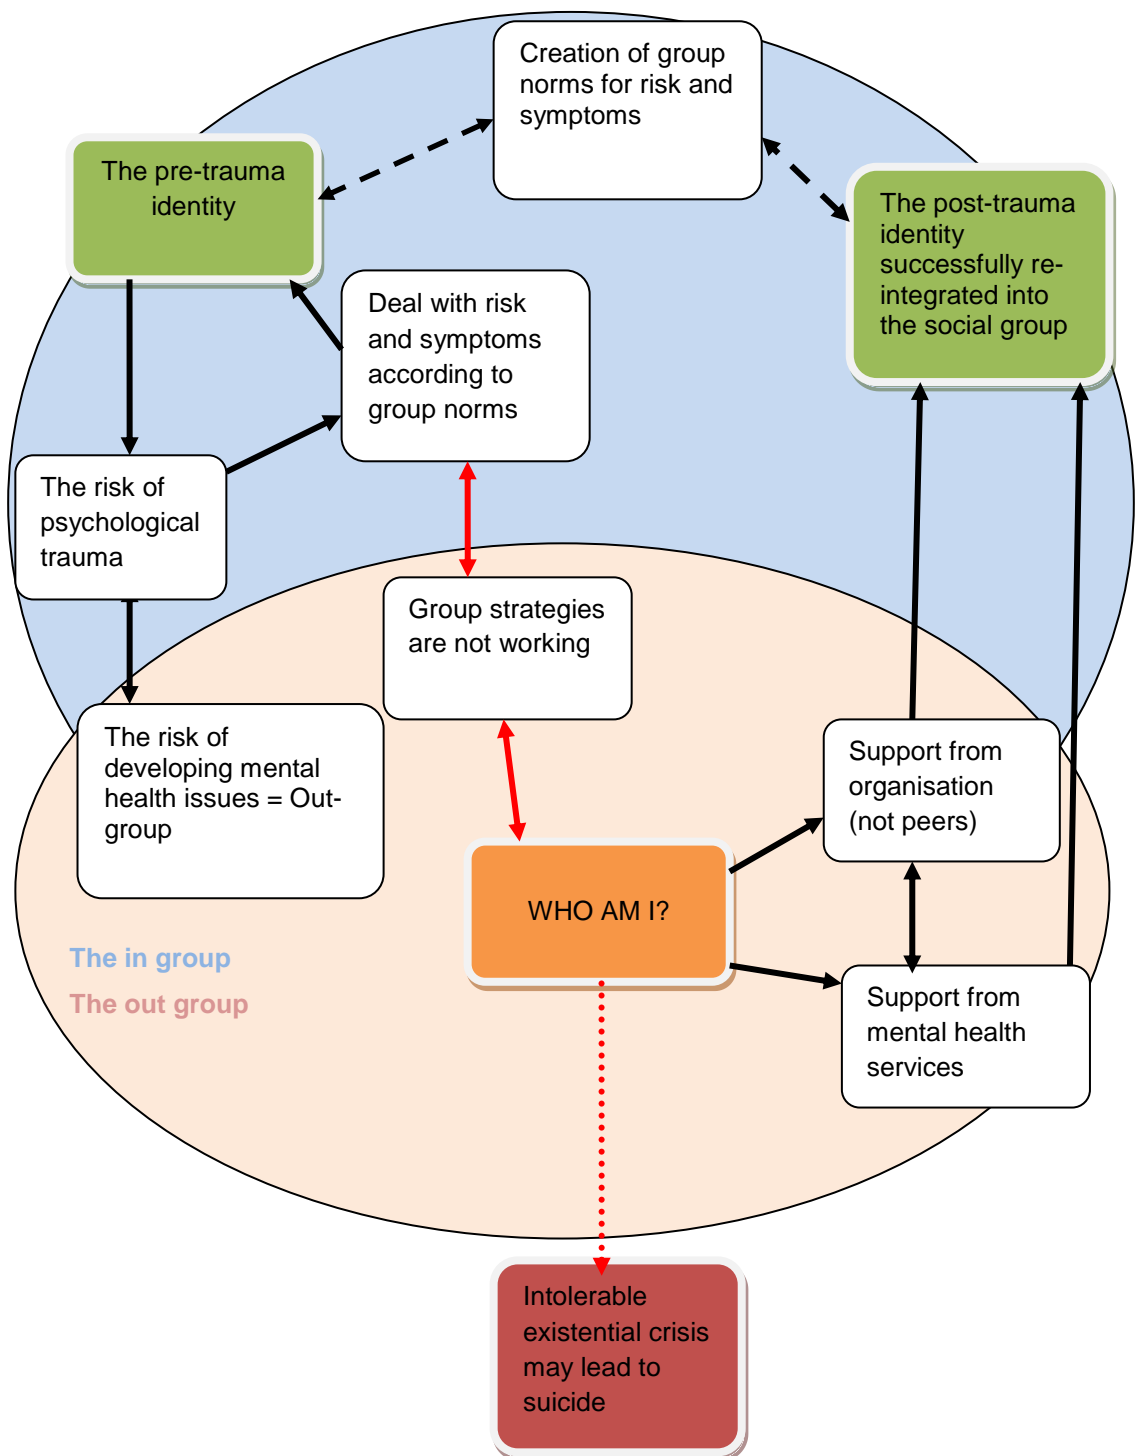 Creation of group
norms for risk and
symptoms
The pre-trauma
identity
The post-trauma
identity
successfully re-
integrated into
the social group
Deal with risk
and symptoms
according to
group norms
The risk of
psychological
trauma
Group strategies
are not working
The risk of
developing mental
health issues = Out-
group
Support from
organisation
(not peers)
WHO AM I?
The in group
The out group
Support from
mental health
services
Intolerable
existential crisis
may lead to
suicide